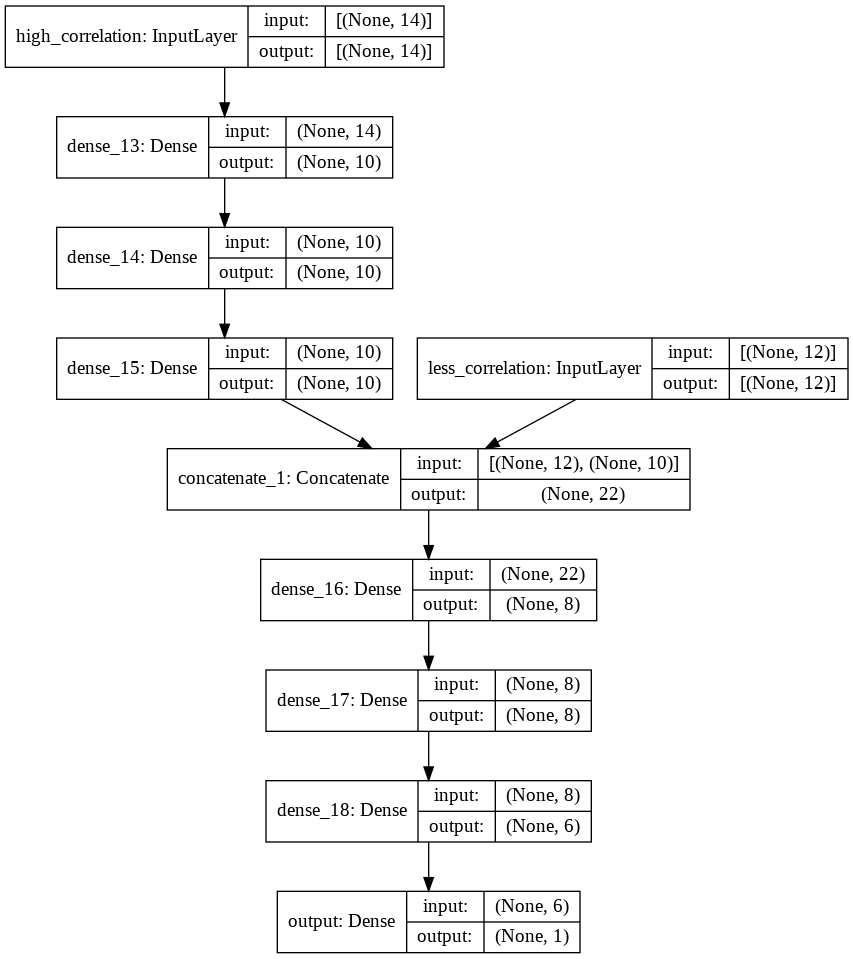 high_correlation: InputLayer
input:
[(None, 14)]
output:
[(None, 14)]
dense_13: Dense
input:
(None, 14)
output:
(None, 10)
dense_14: Dense
input:
(None, 10)
output:
(None, 10)
dense_15: Dense
input:
(None, 10)
output:
(None, 10)
less_correlation: InputLayer
input:
[(None, 12)]
output:
[(None, 12)]
concatenate_1: Concatenate
input:
[(None, 12), (None, 10)]
output:
(None, 22)
dense_16: Dense
input:
(None, 22)
output:
(None, 8)
dense_17: Dense
input:
(None, 8)
output:
(None, 8)
dense_18: Dense
input:
(None, 8)
output:
(None, 6)
output: Dense
input:
(None, 6)
output:
(None, 1)